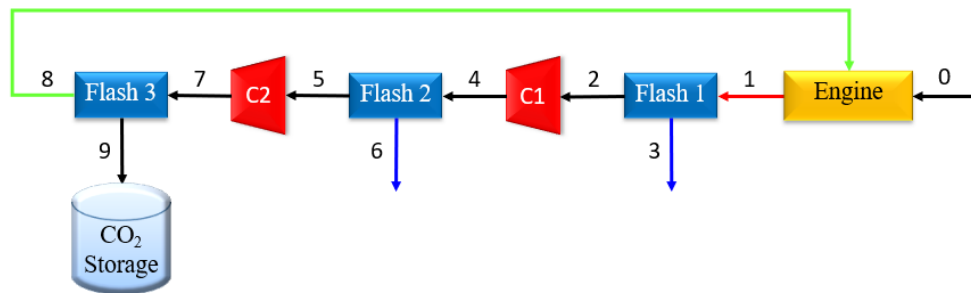 8
Flash 3
7
C2
5
Flash 2
4
C1
2
Flash 1
1
Engine
0
9
6
3
CO₂
Storage